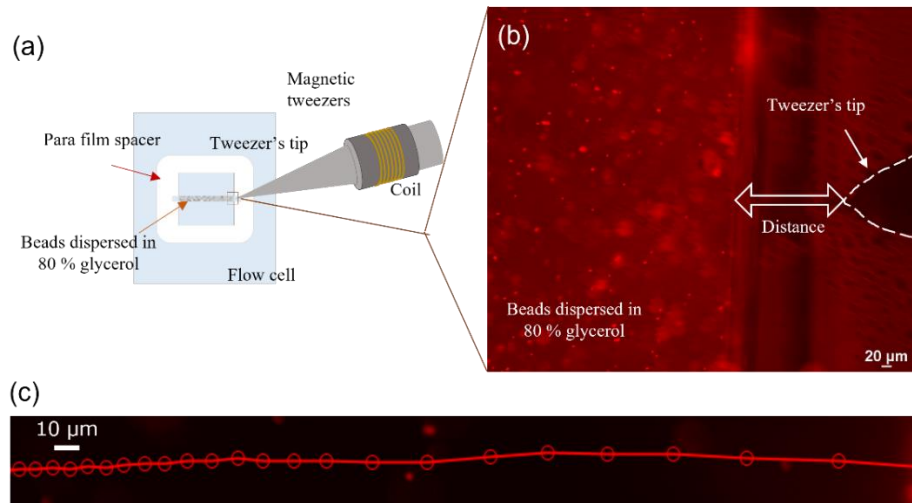 (a)
Magnetic
tweezers
Para film spacer
Tweezer's tip
Coil
Beads dispersed in
80 % glycerol
Flow cell
(b)
Tweezer's tip
Distance
Beads dispersed in
80 % glycerol
20 µm
(c)
10 µm